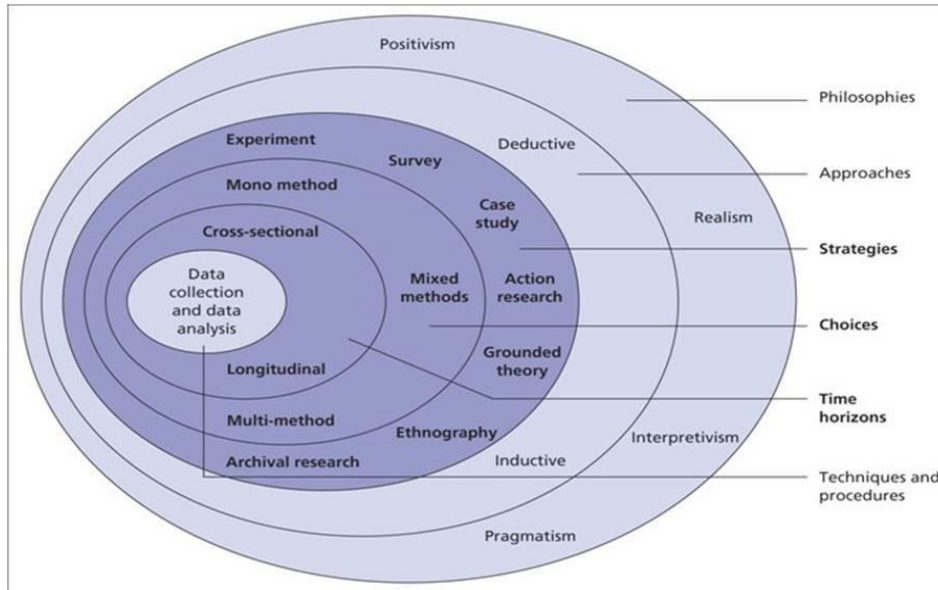 Positivism
Philosophies
Deductive
Experiment
Survey
Approaches
Mono method
Case
study
Realism
Cross-sectional
Strategies
Data
collection
and data
analysis
Mixed
methods
Action
research
Choices
Grounded
theory
Longitudinal
Time
horizons
Multi-method
Ethnography
Interpretivism
Archival research
Inductive
Techniques and
procedures
Pragmatism